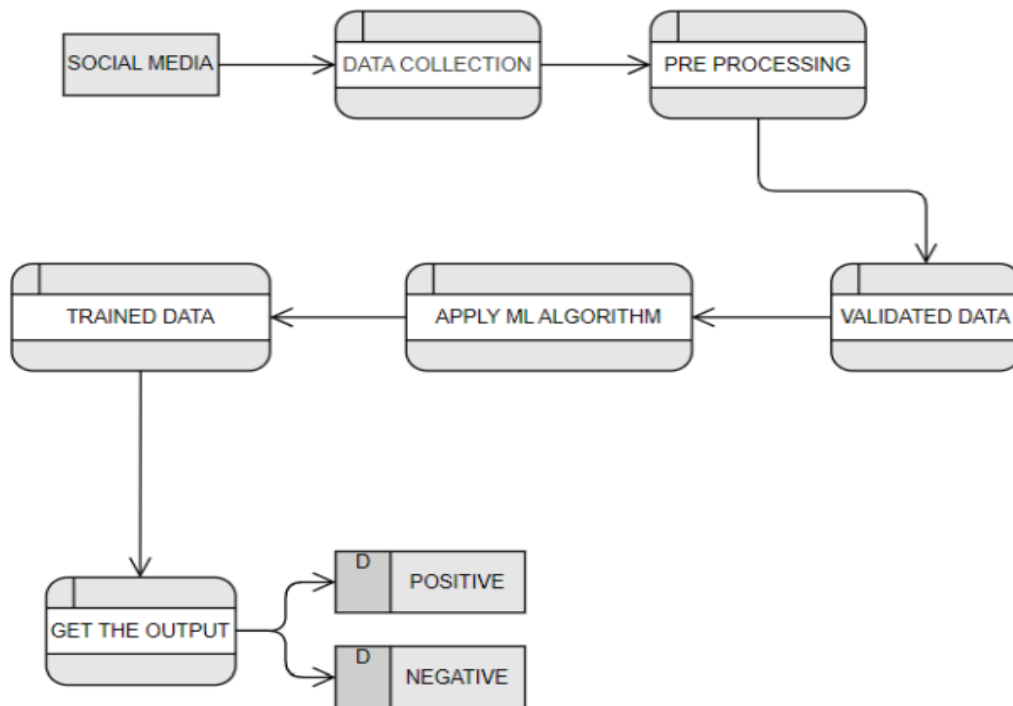 SOCIAL MEDIA
DATA COLLECTION
PRE PROCESSING
VALIDATED DATA
APPLY ML ALGORITHM
TRAINED DATA
GET THE OUTPUT
D
POSITIVE
D
NEGATIVE